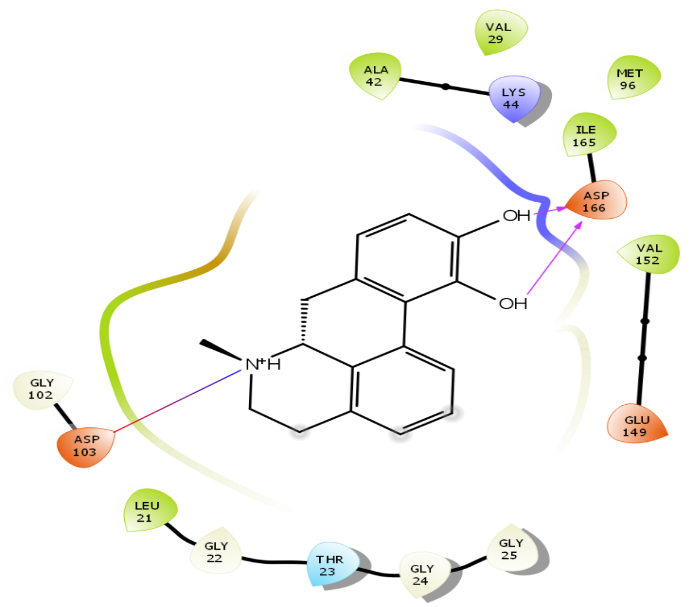 VAL
29
ALA
42
LYS
44
MET
96
ILE
165
ASP
166
OH
VAL
152
OH
N+H
GLY
102
ASP
103
GLU
149
LEU
21
GLY
22
THR
23
GLY
24
GLY
25